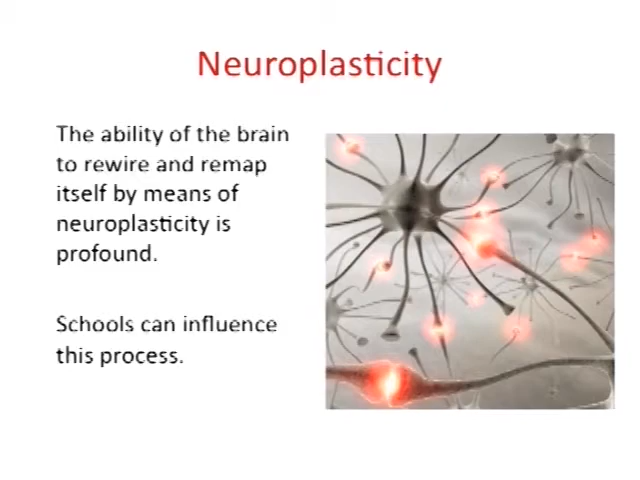 Neuroplasticity
The ability of the brain
to rewire and remap
itself by means of
neuroplasticity is
profound.
Schools can influence
this process.